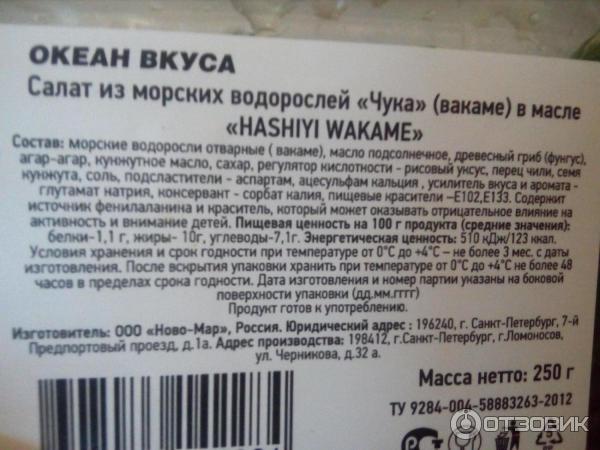 ОКЕАН ВКУСА
Салат из морских водорослей «Чука» (вакаме) в масле
«HASHIYI WAKAME»
Состав: морские водоросли отварные ( вакаме), масло подсолнечное, древесный гриб (фунгус),
агар-агар, кунжутное масло, сахар, регулятор кислотности - рисовый уксус, перец чили, семя
кунжута, соль, подсластители - аспартам, ацесульфам кальция , усилитель вкуса и аромата -
глутамат натрия, консервант - сорбат калия, пищевые красители –Е102,Е133. Содержит
источник фенилаланина и краситель, который может оказывать отрицательное влияние на
активность и внимание детей. Пищевая ценность на 100 г продукта (средние значения):
белки-1,1 г, жиры- 10г, углеводы-7,1г. Энергетическая ценность: 510 кДж/123 ккал.
Условия хранения и срок годности при температуре от 0°С до +4°С – не более 3 мес. с даты
изготовления. После вскрытия упаковки хранить при температуре от 0°С до +4°С не более 48
часов в пределах срока годности. Дата изготовления и номер партии указаны на боковой
поверхности упаковки (дд.мм.гггг)
Продукт готов к употреблению.
Изготовитель: ООО «Ново-Мар», Россия. Юридический адрес : 196240, г. Санкт-Петербург, 7-й
Предпортовый проезд, д.1а. Адрес производства: 198412, г.Санкт-Петербург, г.Ломоносов,
ул. Черникова, д.32 а.
Масса нетто: 250 г
ТУ 9284-004-58883263-2012
ОТЗОВИК